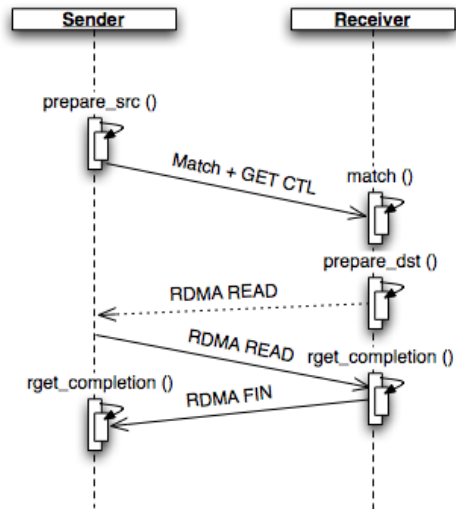 Sender
Receiver
prepare_src ()
Match + GET CTL
match ()
prepare_dst ()
RDMA READ
RDMA READ
rget_completion ()
rget_completion ()
RDMA FIN